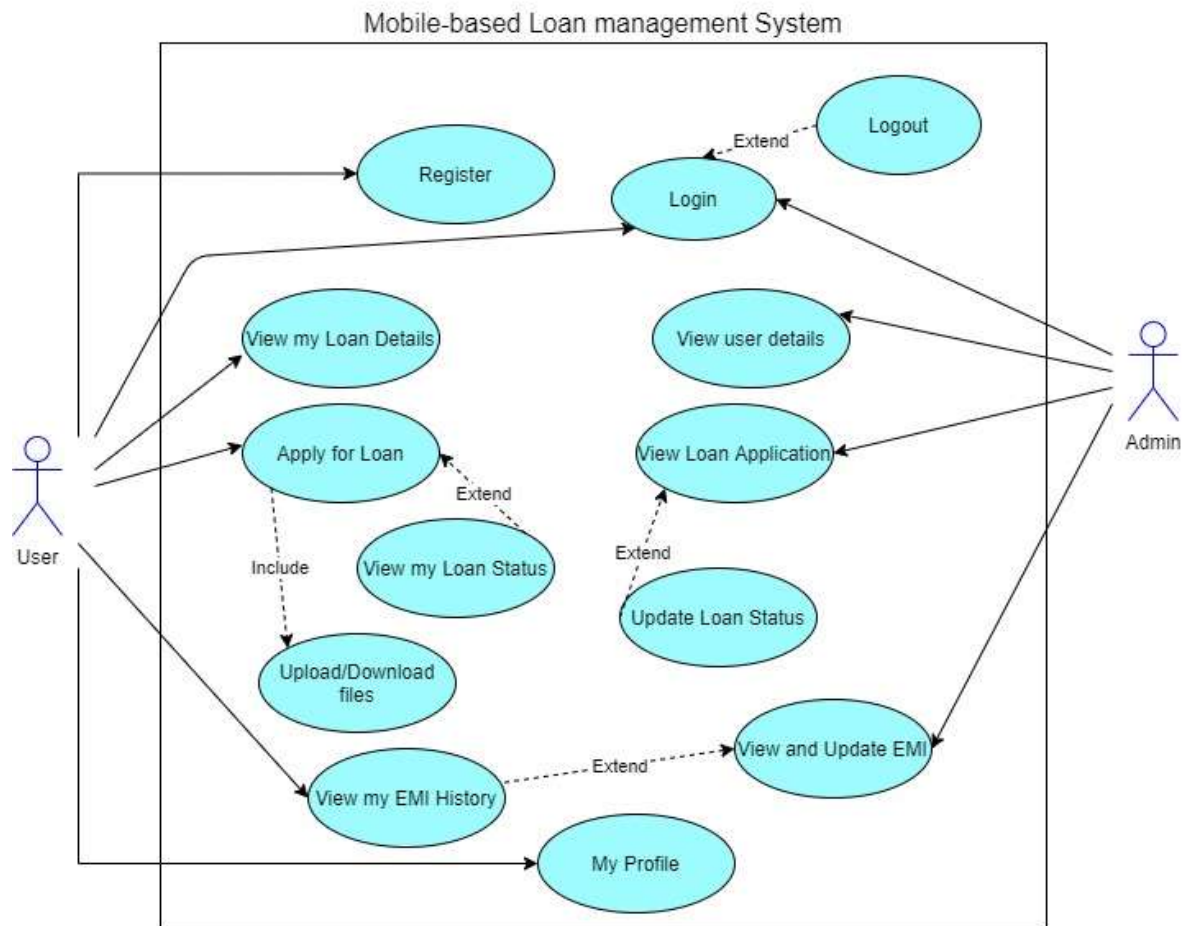 Mobile-based Loan management System
Logout
Extend
Register
Login
View my Loan Details
View user details
Apply for Loan
View Loan Application
Admin
Extend
User
View my Loan Status
Extend
Include
Update Loan Status
Upload/Download
files
View and Update EMI
Extend
View my EMI History
My Profile